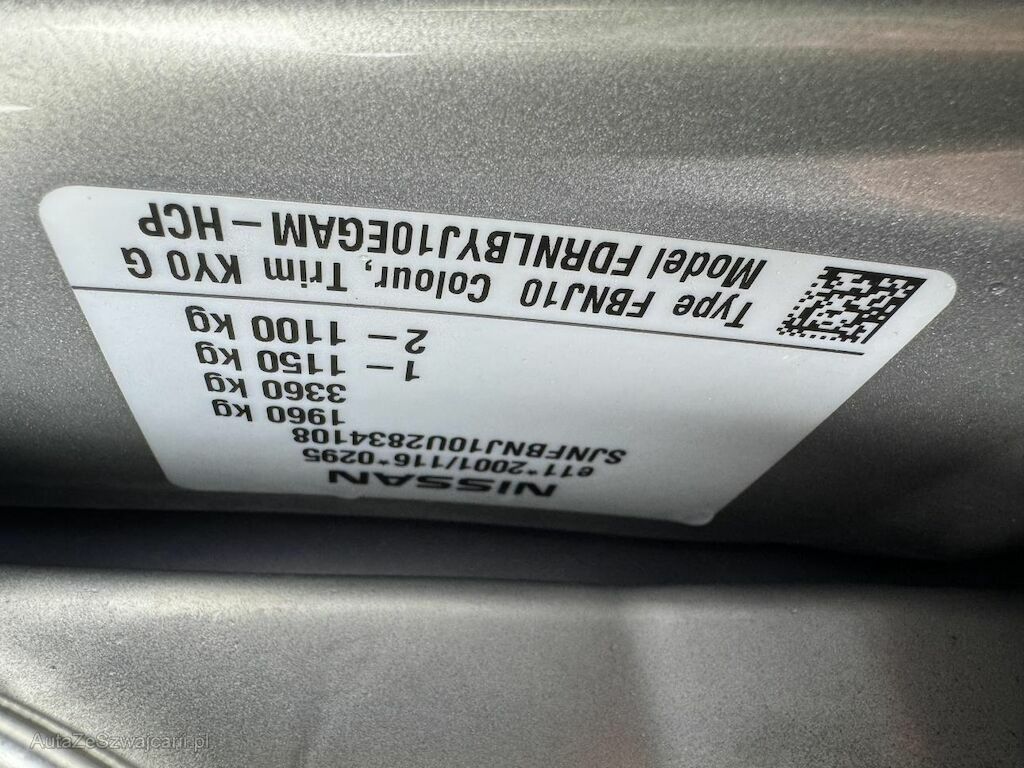 NISSAN
e11*2001/116*0295
SJNFBNJ10U2834108
1960 kg
3360 kg
1– 1150 kg
2– 1100 kg
Type FBNJ10 Colour, Trim KY0 G
Model FDRNLBYJ10EGAM–HCP
AutaZeSzwajcarii.pl